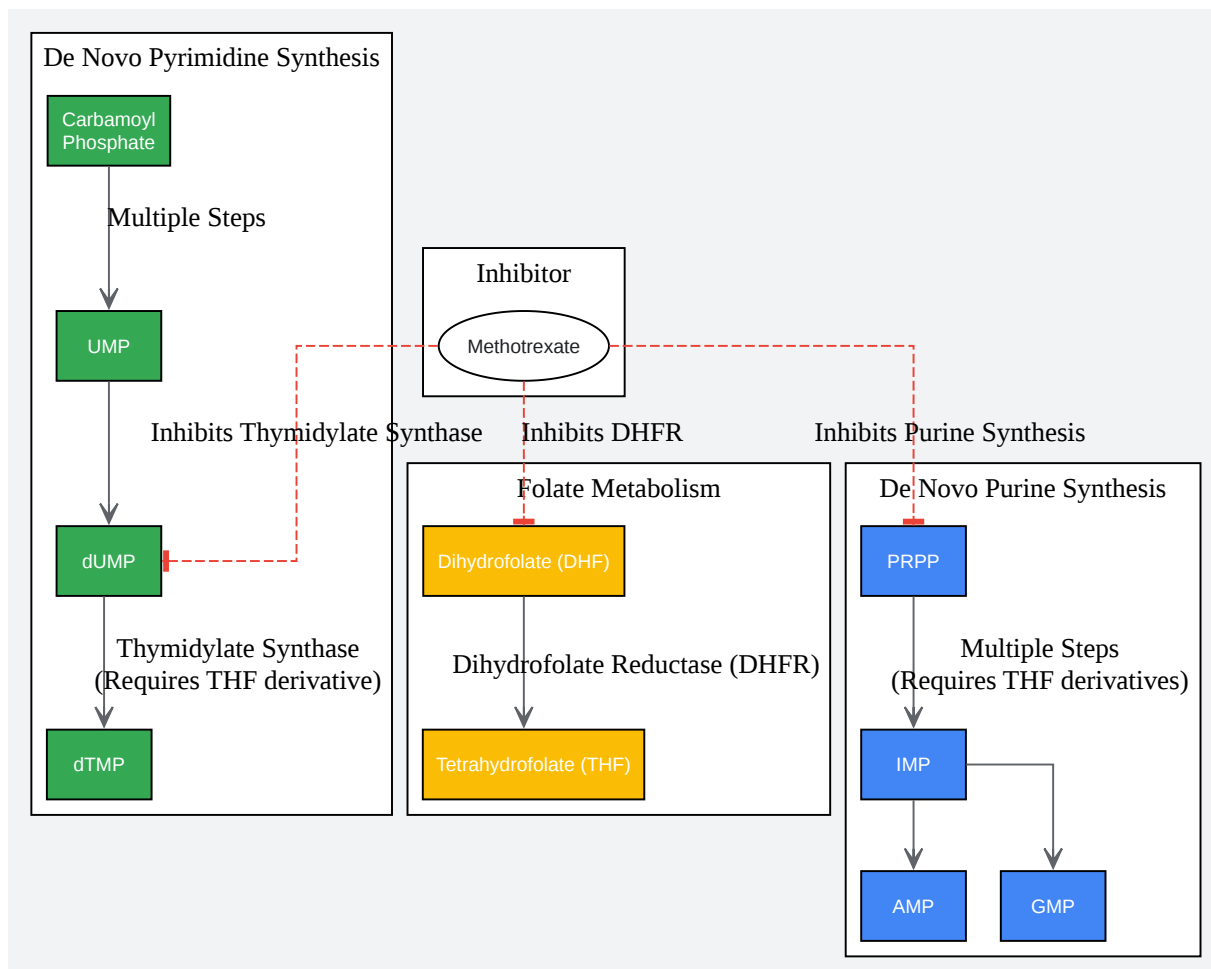 De Novo Pyrimidine Synthesis
Carbamoyl
Phosphate
Multiple Steps
Inhibitor
UMP
Methotrexate
Inhibits Thymidylate Synthase
Inhibits DHFR
Inhibits Purine Synthesis
Folate Metabolism
De Novo Purine Synthesis
dUMP
Dihydrofolate (DHF)
PRPP
Thymidylate Synthase
(Requires THF derivative)
Dihydrofolate Reductase (DHFR)
Multiple Steps
(Requires THF derivatives)
dTMP
Tetrahydrofolate (THF)
IMP
AMP
GMP